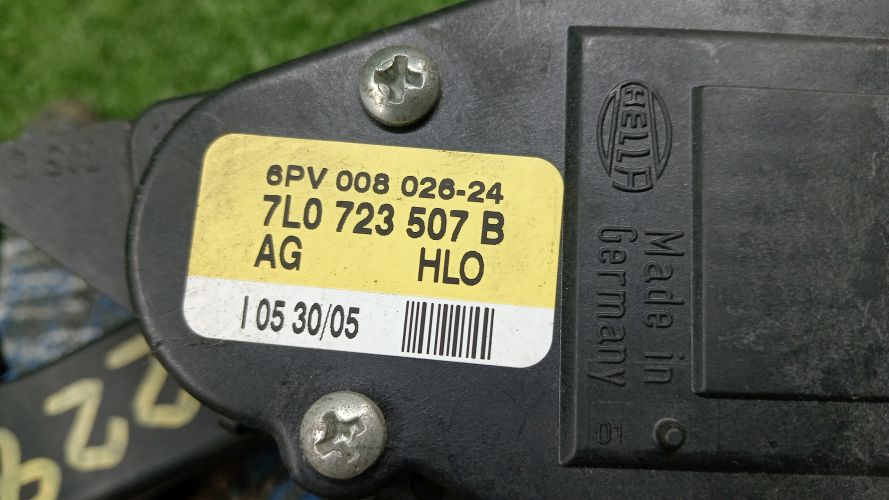 6PV 008 026-24
7L0 723 507 B
AG HLO
I 05 30/05
HELLA
Made in
Germany
01